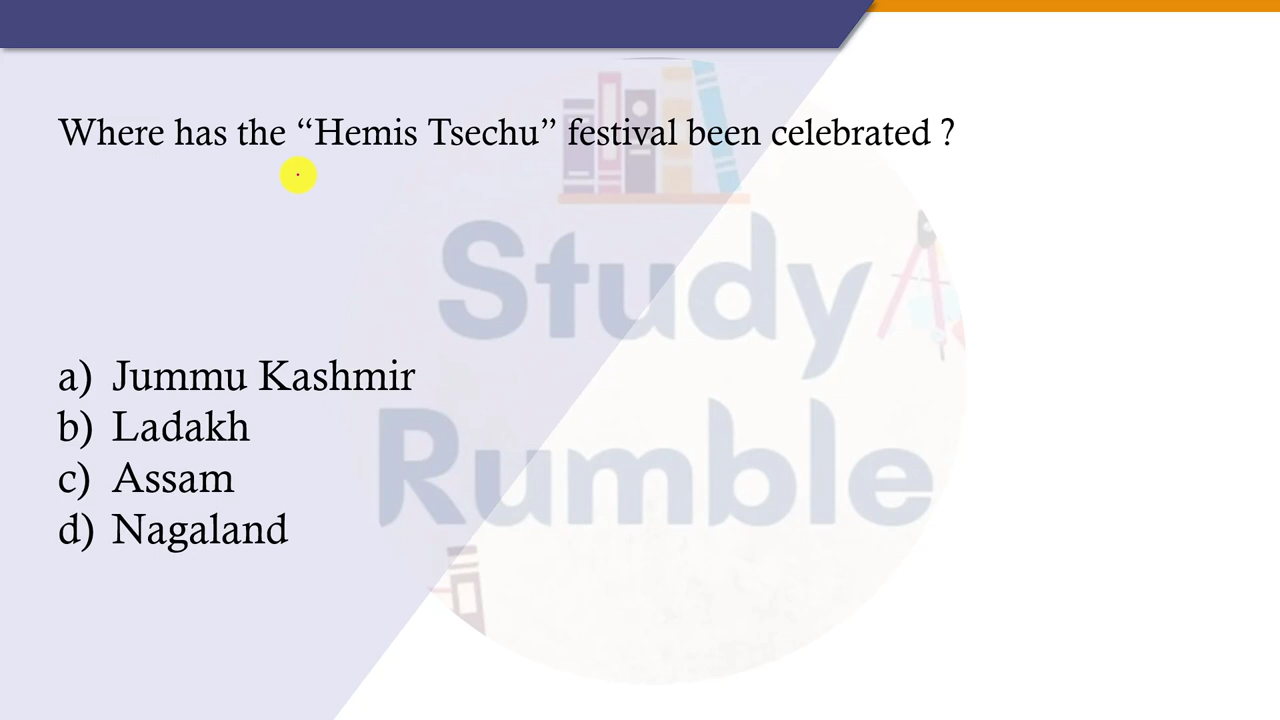 Where has the “Hemis Tsechu” festival been celebrated ?
Study
Rumble
a) Jummu Kashmir
b) Ladakh
c) Assam
d) Nagaland